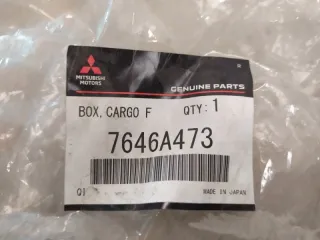 MITSUBISHI
MOTORS
GENUINE PARTS
BOX, CARGO F QTY: 1
7646A473
MADE IN JAPAN